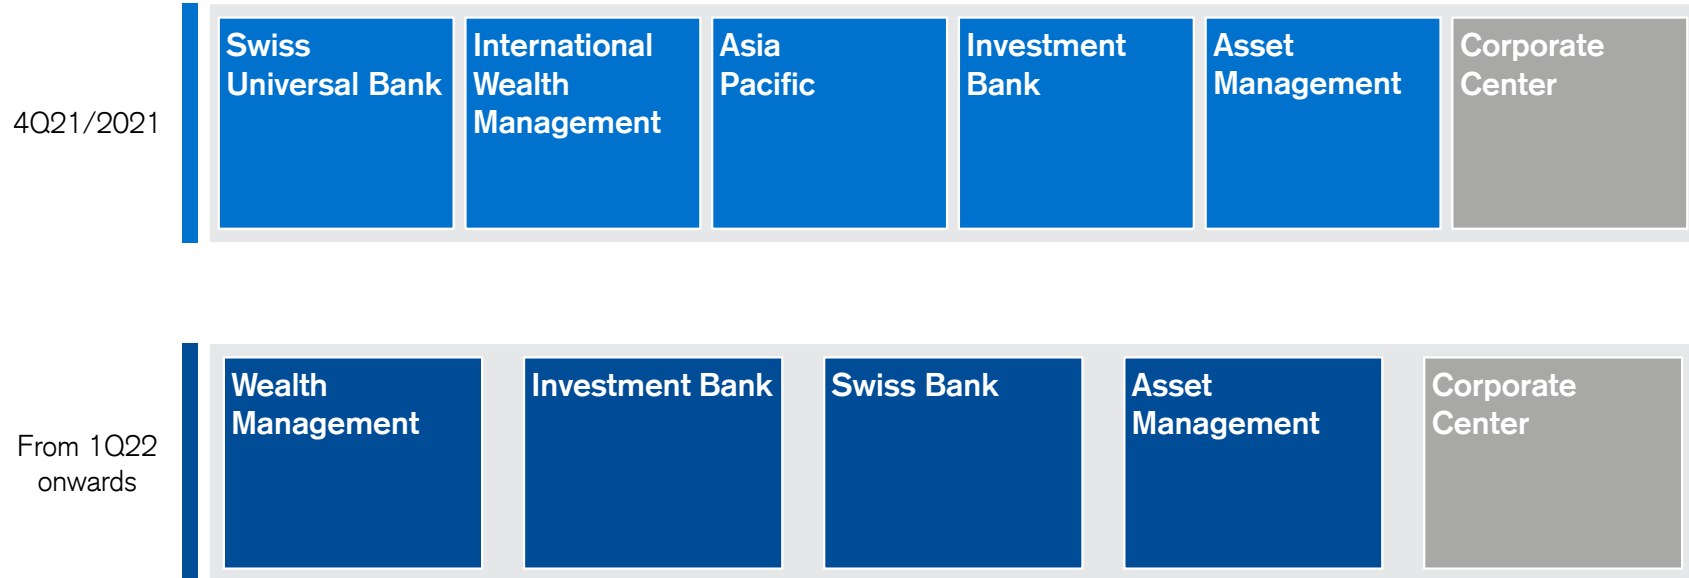 4Q21/2021
Swiss
Universal Bank
International
Wealth
Management
Asia
Pacific
Investment
Bank
Asset
Management
Corporate
Center
From 1Q22
onwards
Wealth
Management
Investment Bank
Swiss Bank
Asset
Management
Corporate
Center